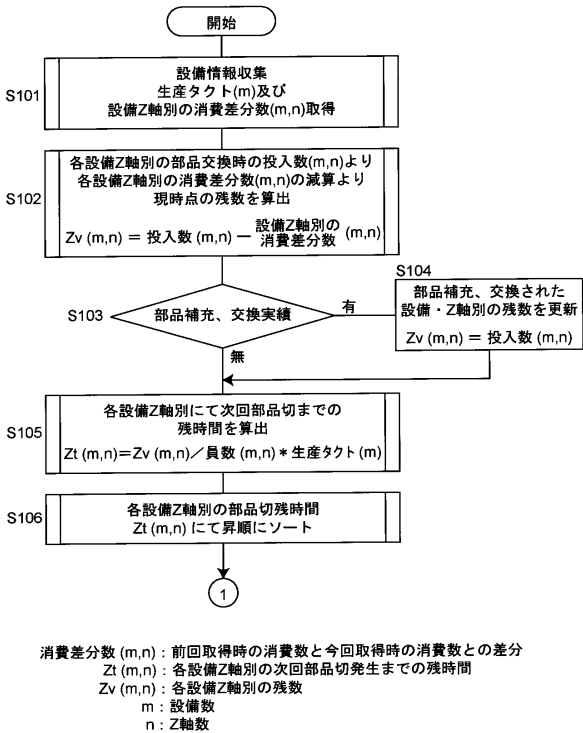 開始
S101
設備情報収集
生産タクト(m)及び
設備Z軸別の消費差分数(m,n)取得
S102
各設備Z軸別の部品交換時の投入数(m,n)より
各設備Z軸別の消費差分数(m,n)の減算より
現時点の残数を算出
Zv (m,n) = 投入数 (m,n) − 設備Z軸別の消費差分数 (m,n)
S103
部品補充、交換実績
有
無
S104
部品補充、交換された
設備・Z軸別の残数を更新
Zv (m,n) = 投入数 (m,n)
S105
各設備Z軸別にて次回部品切までの
残時間を算出
Zt (m,n)=Zv (m,n)/員数 (m,n) * 生産タクト(m)
S106
各設備Z軸別の部品切残時間
Zt (m,n) にて昇順にソート
1
消費差分数 (m,n) : 前回取得時の消費数と今回取得時の消費数との差分
Zt (m,n) : 各設備Z軸別の次回部品切発生までの残時間
Zv (m,n) : 各設備Z軸別の残数
m : 設備数
n : Z軸数